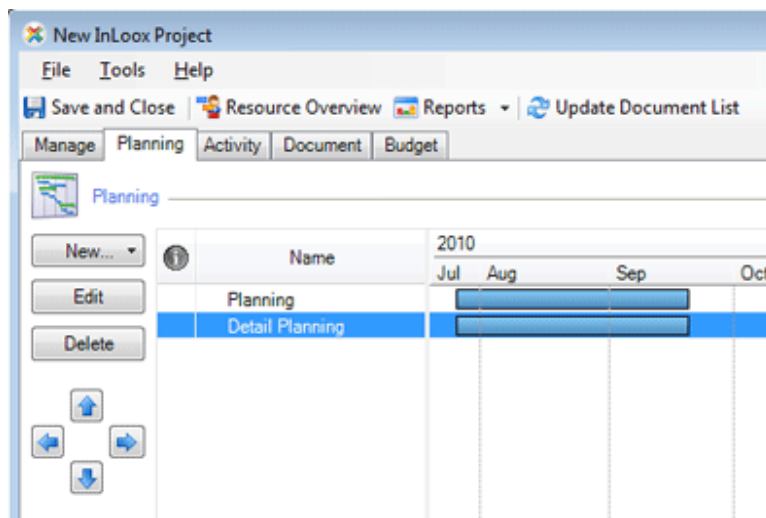 New InLoox Project
File Tools Help
Save and Close Resource Overview Reports Update Document List
Manage Planning Activity Document Budget
Planning
New...
Edit
Delete
Name
2010
Jul Aug Sep Oct
Planning
Detail Planning